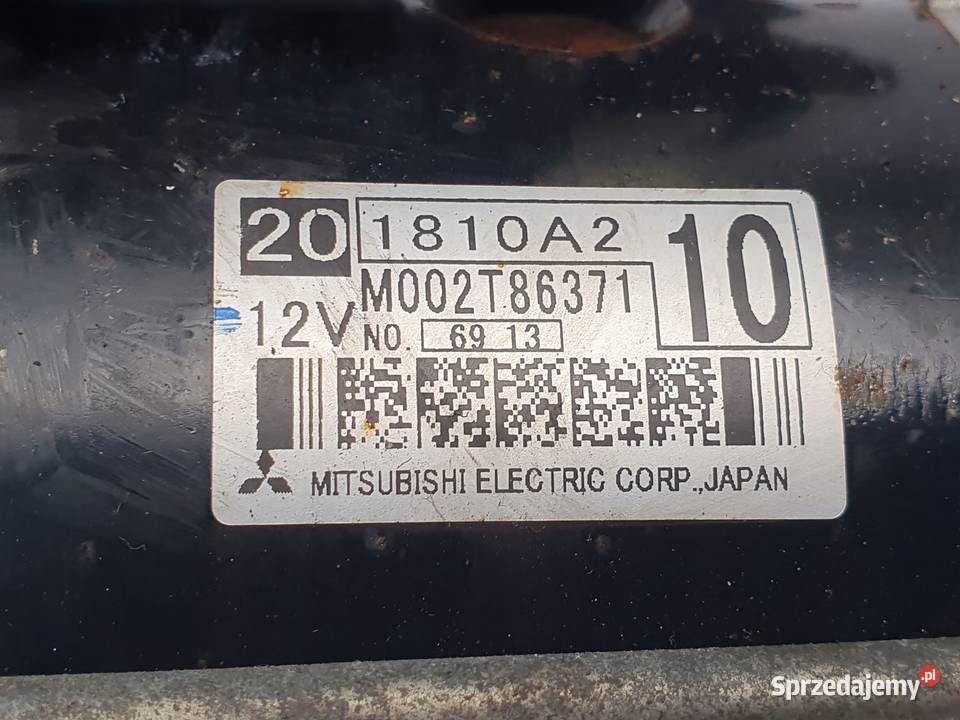 20 1810A2 10
M002T86371
12V NO. 69 13
MITSUBISHI ELECTRIC CORP.,JAPAN
Sprzedajemy.pl